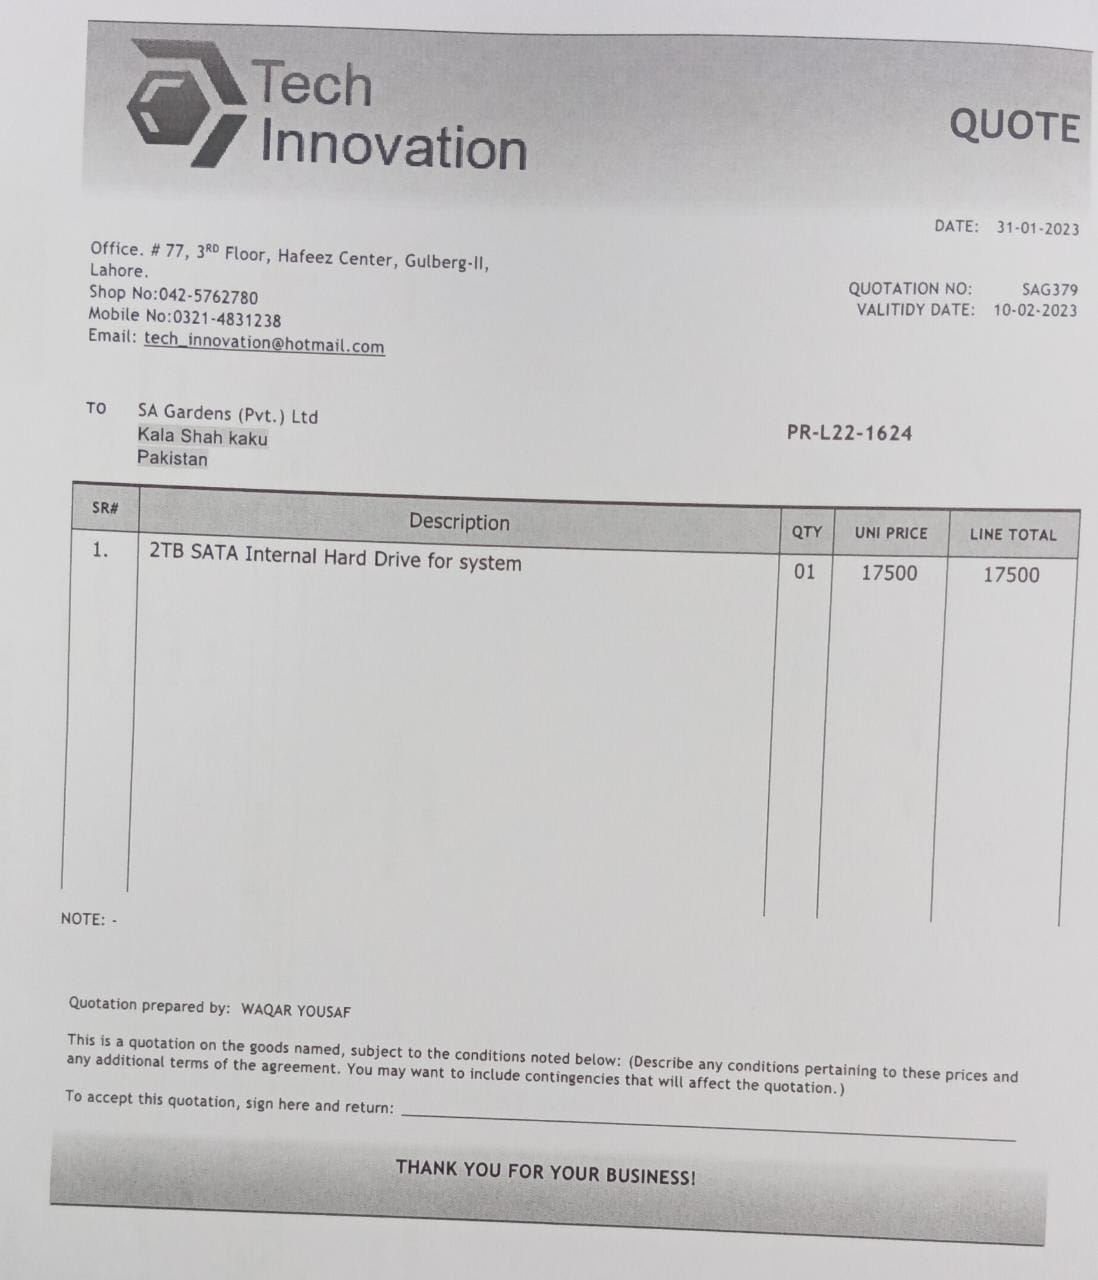 Tech
Innovation
QUOTE
DATE: 31-01-2023
Office. # 77, 3RD Floor, Hafeez Center, Gulberg-II,
Lahore.
Shop No:042-5762780
Mobile No:0321-4831238
Email: tech_innovation@hotmail.com
QUOTATION NO: SAG379
VALITIDY DATE: 10-02-2023
TO SA Gardens (Pvt.) Ltd
Kala Shah kaku
Pakistan
PR-L22-1624
SR# Description QTY UNI PRICE LINE TOTAL
1. 2TB SATA Internal Hard Drive for system 01 17500 17500
NOTE: -
Quotation prepared by: WAQAR YOUSAF
This is a quotation on the goods named, subject to the conditions noted below: (Describe any conditions pertaining to these prices and
any additional terms of the agreement. You may want to include contingencies that will affect the quotation.)
To accept this quotation, sign here and return:
THANK YOU FOR YOUR BUSINESS!